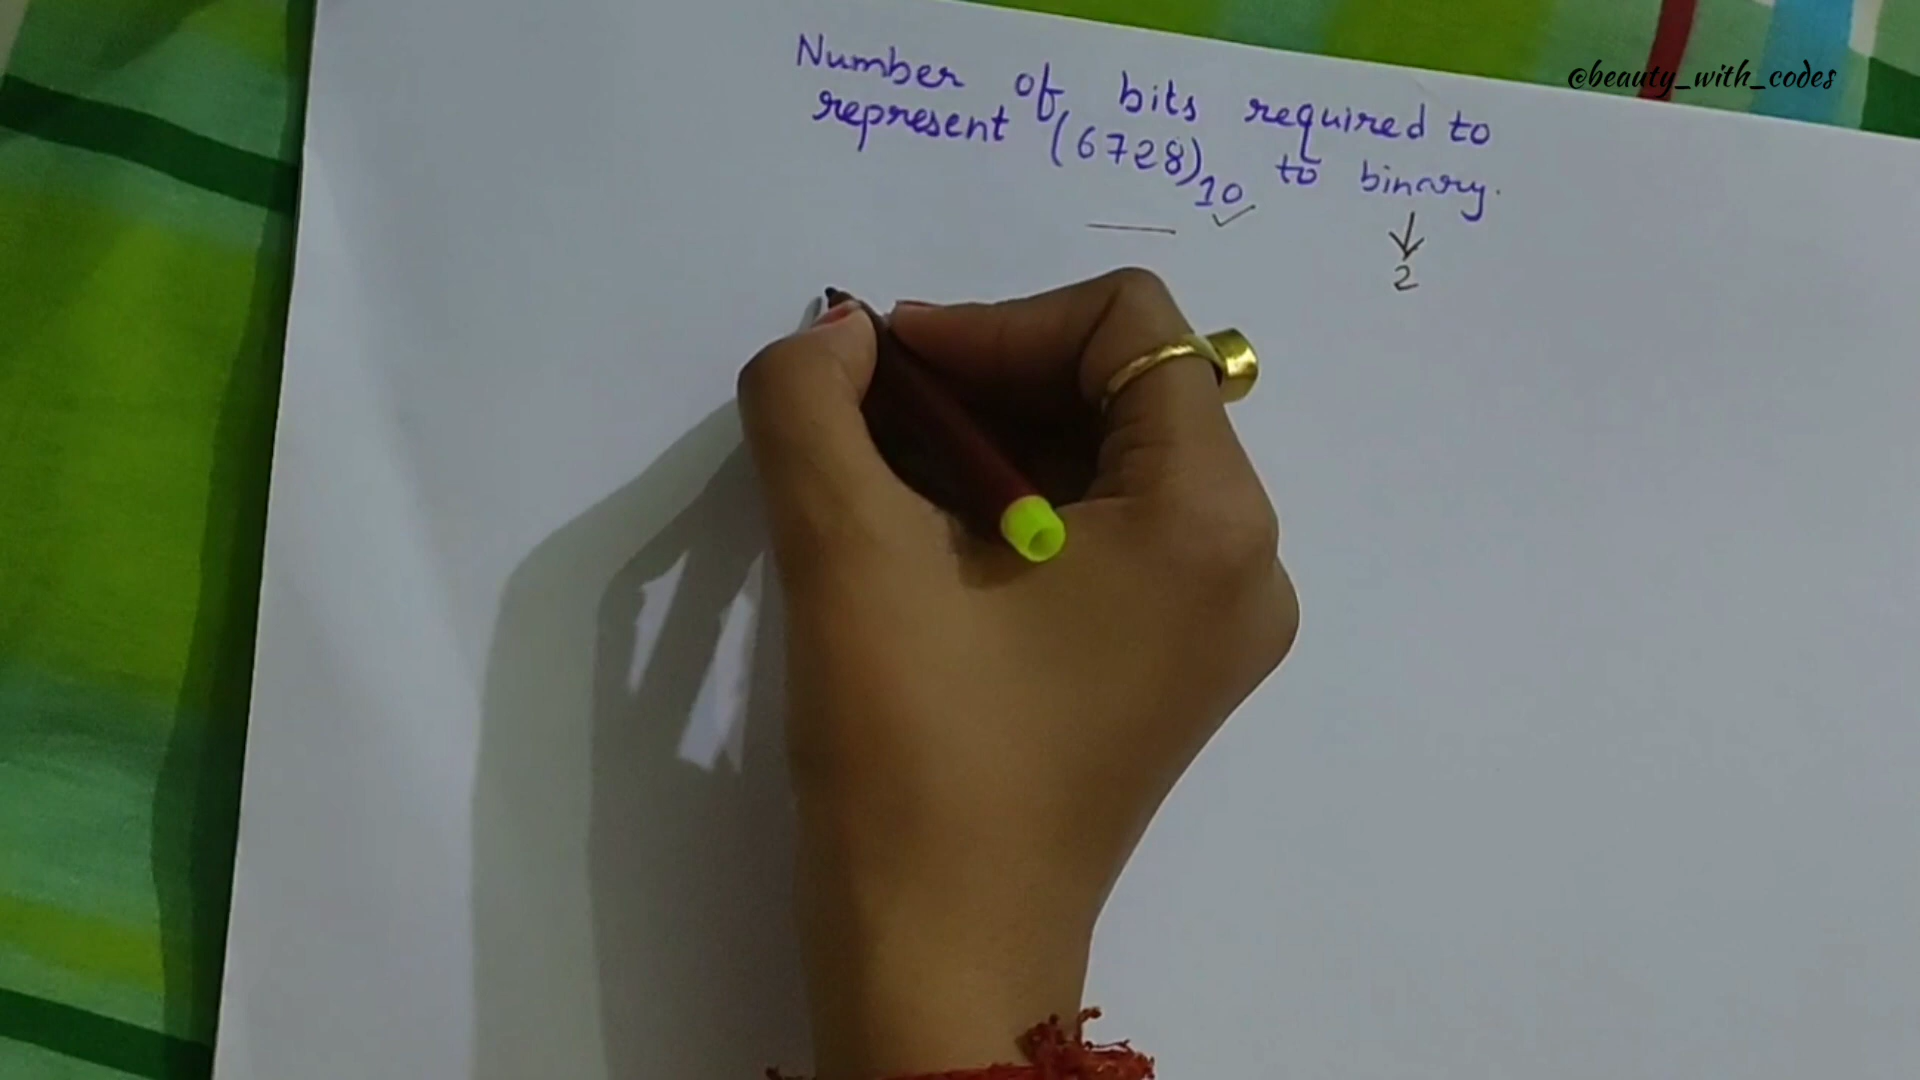 @beauty_with_codes
Number of bits required to
represent (6728)10 to binary.
↓
2